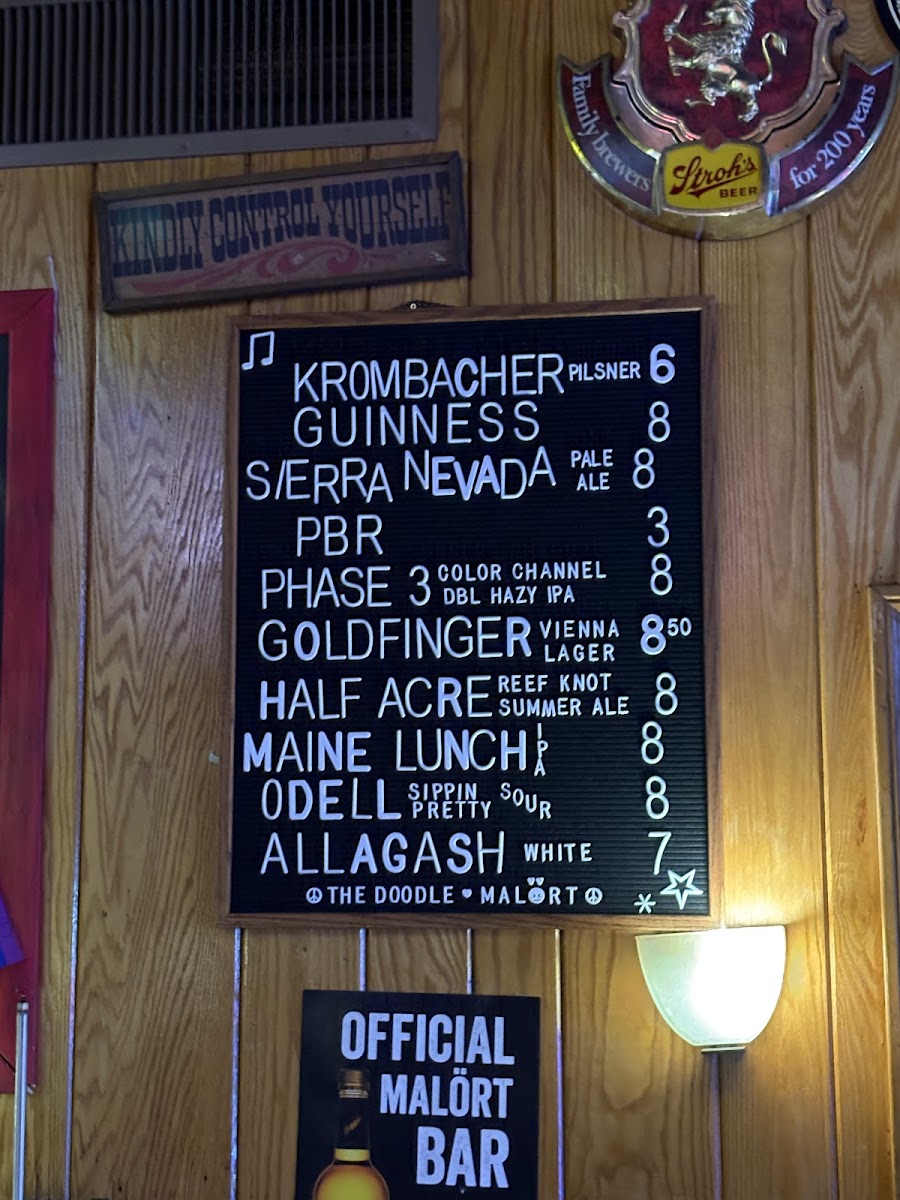 Family brewers for 200 years
Stroh's
BEER
KINDLY CONTROL YOURSELF
KROMBACHER PILSNER 6
GUINNESS 8
SIERRA NEVADA PALE ALE 8
PBR 3
PHASE 3 COLOR CHANNEL DBL HAZY IPA 8
GOLDFINGER VIENNA LAGER 8 50
HALF ACRE REEF KNOT SUMMER ALE 8
MAINE LUNCH IPA 8
ODELL SIPPIN PRETTY SOUR 8
ALLAGASH WHITE 7
☮ THE DOODLE ♥ MALÖRT ☮
OFFICIAL
MALÖRT
BAR